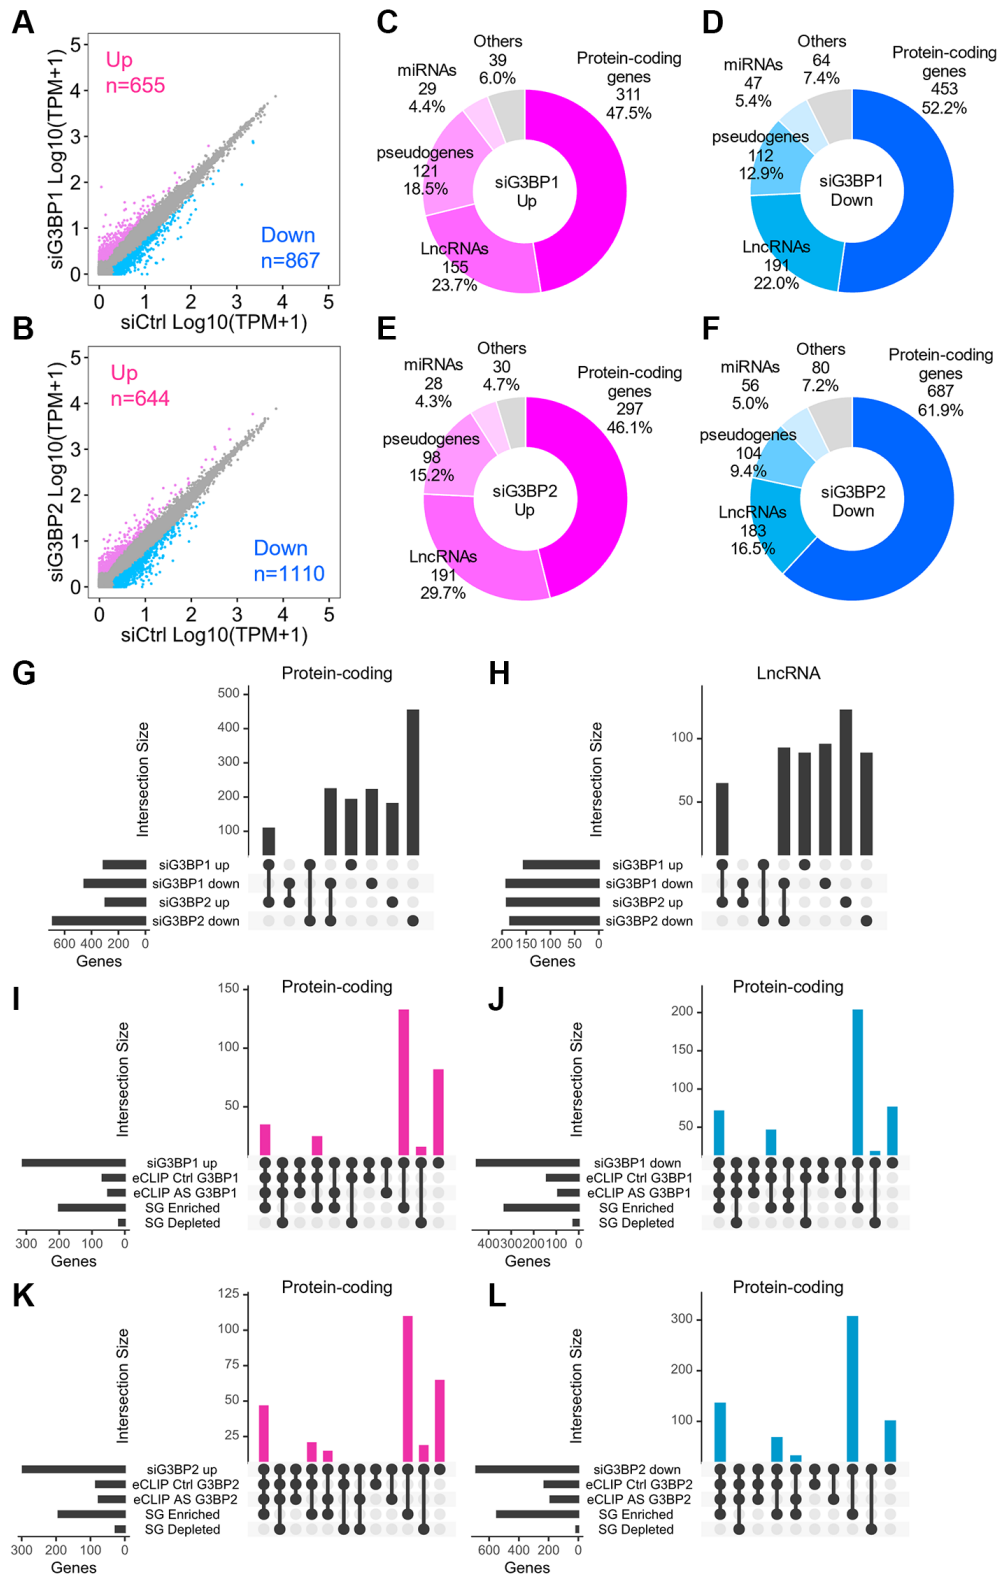 A
Up
n=655
Down
n=867
5
4
3
2
1
0
0 1 2 3 4 5
siG3BP1 Log10(TPM+1)
siCtrl Log10(TPM+1)
B
Up
n=644
Down
n=1110
5
4
3
2
1
0
0 1 2 3 4 5
siG3BP2 Log10(TPM+1)
siCtrl Log10(TPM+1)
C
Others
39
6.0%
miRNAs
29
4.4%
Protein-coding
genes
311
47.5%
pseudogenes
121
18.5%
LncRNAs
155
23.7%
siG3BP1
Up
D
Others
64
7.4%
miRNAs
47
5.4%
Protein-coding
genes
453
52.2%
pseudogenes
112
12.9%
LncRNAs
191
22.0%
siG3BP1
Down
E
Others
30
4.7%
miRNAs
28
4.3%
Protein-coding
genes
297
46.1%
pseudogenes
98
15.2%
LncRNAs
191
29.7%
siG3BP2
Up
F
Others
80
7.2%
miRNAs
56
5.0%
Protein-coding
genes
687
61.9%
pseudogenes
104
9.4%
LncRNAs
183
16.5%
siG3BP2
Down
G
Protein-coding
Intersection Size
500
400
300
200
100
siG3BP1 up
siG3BP1 down
siG3BP2 up
siG3BP2 down
600 400 200 0
Genes
H
LncRNA
Intersection Size
100
50
siG3BP1 up
siG3BP1 down
siG3BP2 up
siG3BP2 down
200 150 100 50 0
Genes
I
Protein-coding
Intersection Size
150
100
50
siG3BP1 up
eCLIP Ctrl G3BP1
eCLIP AS G3BP1
SG Enriched
SG Depleted
300 200 100 0
Genes
J
Protein-coding
Intersection Size
200
150
100
50
siG3BP1 down
eCLIP Ctrl G3BP1
eCLIP AS G3BP1
SG Enriched
SG Depleted
400 300 200 100 0
Genes
K
Protein-coding
Intersection Size
125
100
75
50
25
siG3BP2 up
eCLIP Ctrl G3BP2
eCLIP AS G3BP2
SG Enriched
SG Depleted
300 200 100 0
Genes
L
Protein-coding
Intersection Size
300
200
100
siG3BP2 down
eCLIP Ctrl G3BP2
eCLIP AS G3BP2
SG Enriched
SG Depleted
600 400 200 0
Genes